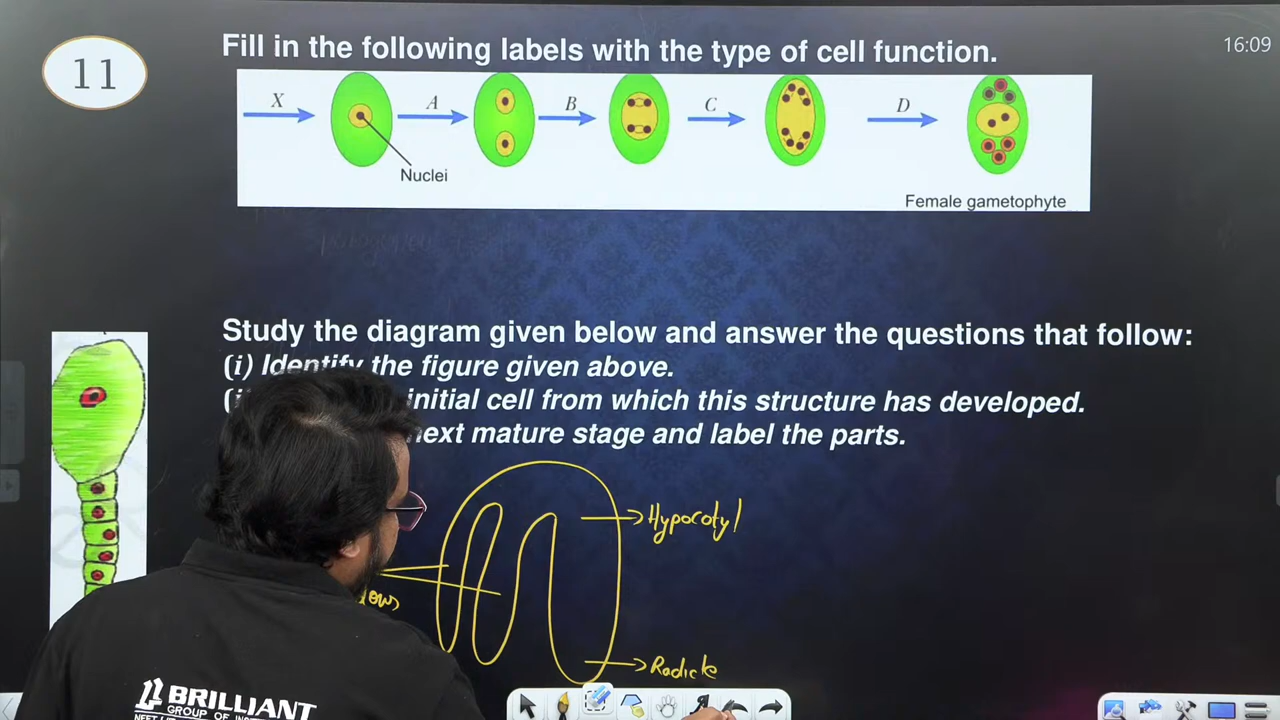 16:09
11
Fill in the following labels with the type of cell function.
X A B C D
Nuclei
Female gametophyte
Study the diagram given below and answer the questions that follow:
(i) Identify the figure given above.
initial cell from which this structure has developed.
next mature stage and label the parts.
Hypocotyl
Radicle
BRILLIANT